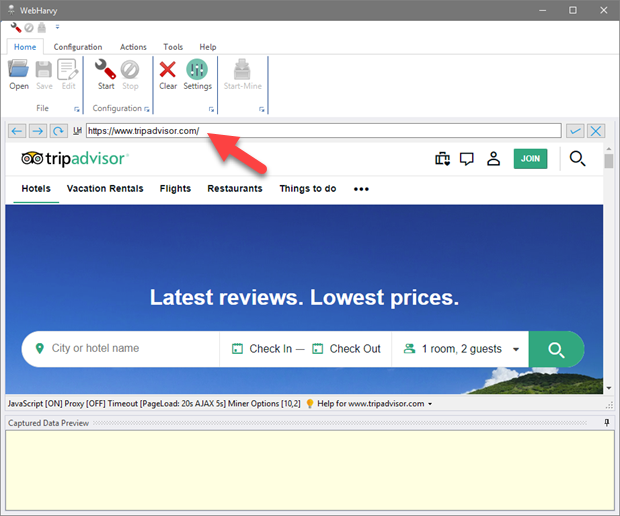 WebHarvy
Home Configuration Actions Tools Help
Open Save Edit Start Stop Clear Settings Start-Mine
File Configuration
https://www.tripadvisor.com/
tripadvisor JOIN
Hotels Vacation Rentals Flights Restaurants Things to do •••
Latest reviews. Lowest prices.
City or hotel name Check In — Check Out 1 room, 2 guests
JavaScript [ON] Proxy [OFF] Timeout [PageLoad: 20s AJAX 5s] Miner Options [10,2] Help for www.tripadvisor.com
Captured Data Preview